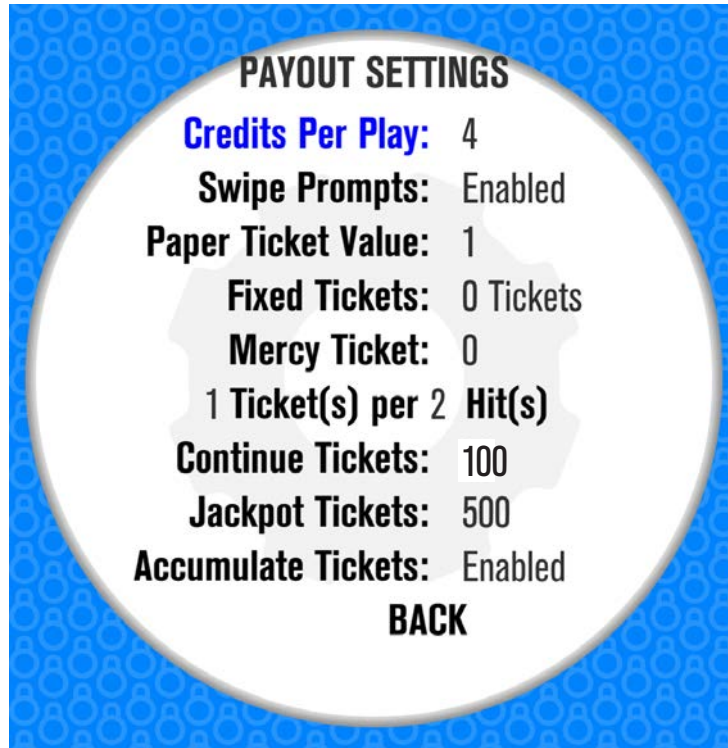 PAYOUT SETTINGS
Credits Per Play: 4
Swipe Prompts: Enabled
Paper Ticket Value: 1
Fixed Tickets: 0 Tickets
Mercy Ticket: 0
1 Ticket(s) per 2 Hit(s)
Continue Tickets: 100
Jackpot Tickets: 500
Accumulate Tickets: Enabled
BACK